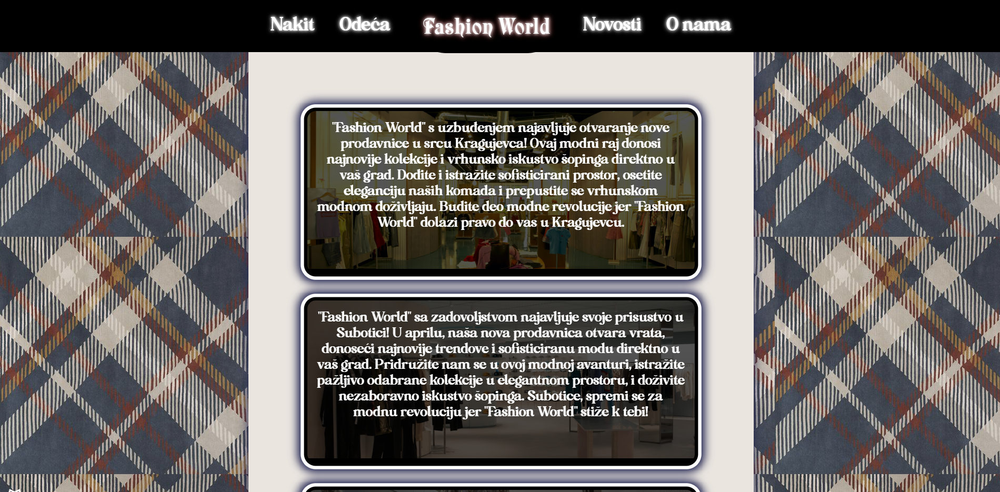 Nakit Odeća Fashion World Novosti O nama
"Fashion World" s uzbuđenjem najavljuje otvaranje nove
prodavnice u srcu Kragujevca! Ovaj modni raj donosi
najnovije kolekcije i vrhunsko iskustvo šopinga direktno u
vaš grad. Dođite i istražite sofisticirani prostor, osetite
eleganciju naših komada i prepustite se vrhunskom
modnom doživljaju. Budite deo modne revolucije jer "Fashion
World" dolazi pravo do vas u Kragujevcu.
"Fashion World" sa zadovoljstvom najavljuje svoje prisustvo u
Subotici! U aprilu, naša nova prodavnica otvara vrata,
donoseći najnovije trendove i sofisticiranu modu direktno u
vaš grad. Pridružite nam se u ovoj modnoj avanturi, istražite
pažljivo odabrane kolekcije u elegantnom prostoru, i doživite
nezaboravno iskustvo šopinga. Subotice, spremi se za
modnu revoluciju jer "Fashion World" stiže k tebi!